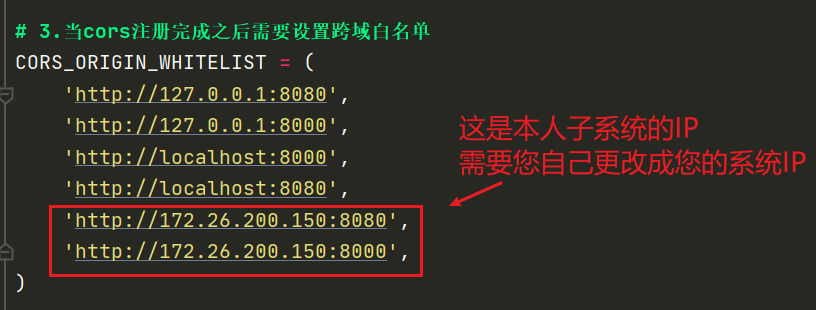 # 3.当cors注册完成之后需要设置跨域白名单
CORS_ORIGIN_WHITELIST = (
'http://127.0.0.1:8080',
'http://127.0.0.1:8000',
'http://localhost:8000',
'http://localhost:8080',
'http://172.26.200.150:8080',
'http://172.26.200.150:8000',
)
这是本人子系统的IP
需要您自己更改成您的系统IP